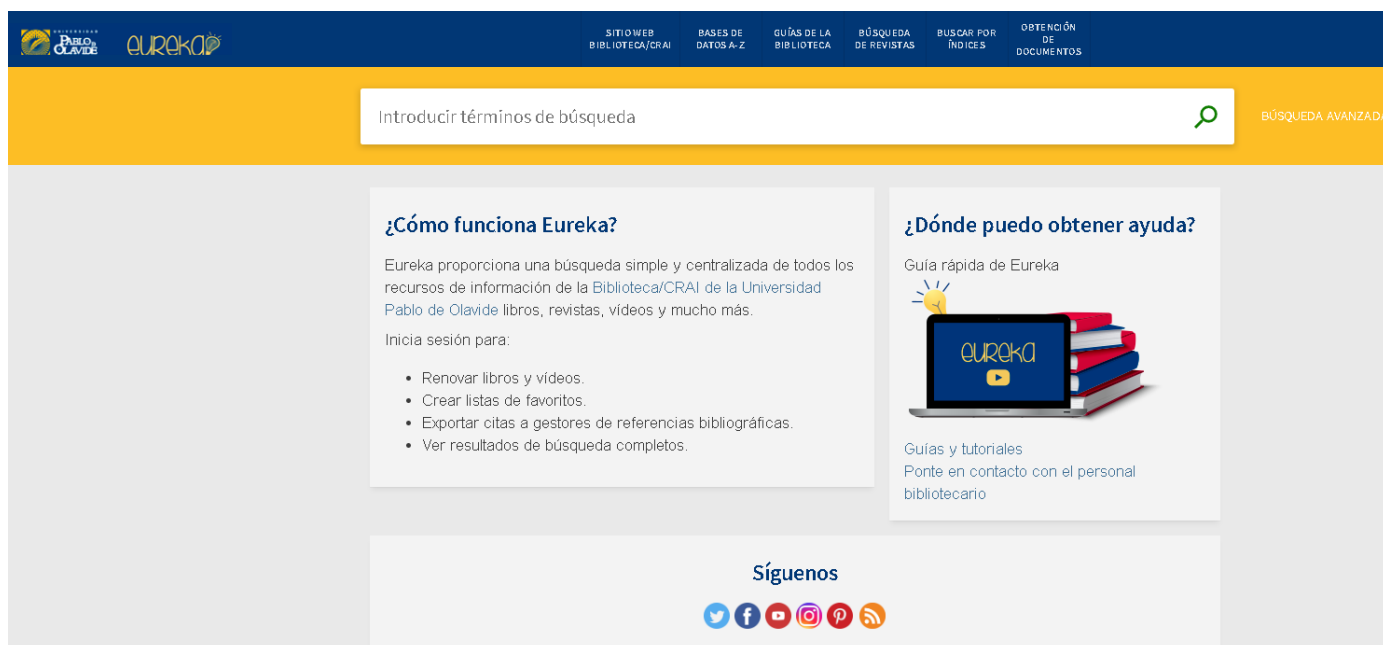 UNIVERSIDAD
PABLO DE
OLAVIDE
eureka
SITIO WEB
BIBLIOTECA/CRAI
BASES DE
DATOS A-Z
GUÍAS DE LA
BIBLIOTECA
BÚSQUEDA
DE REVISTAS
BUSCAR POR
ÍNDICES
OBTENCIÓN
DE
DOCUMENTOS
Introducir términos de búsqueda
BÚSQUEDA AVANZADA
¿Cómo funciona Eureka?
Eureka proporciona una búsqueda simple y centralizada de todos los
recursos de información de la Biblioteca/CRAI de la Universidad
Pablo de Olavide libros, revistas, vídeos y mucho más.
Inicia sesión para:
• Renovar libros y vídeos.
• Crear listas de favoritos.
• Exportar citas a gestores de referencias bibliográficas.
• Ver resultados de búsqueda completos.
¿Dónde puedo obtener ayuda?
Guía rápida de Eureka
eureka
Guías y tutoriales
Ponte en contacto con el personal
bibliotecario
Síguenos